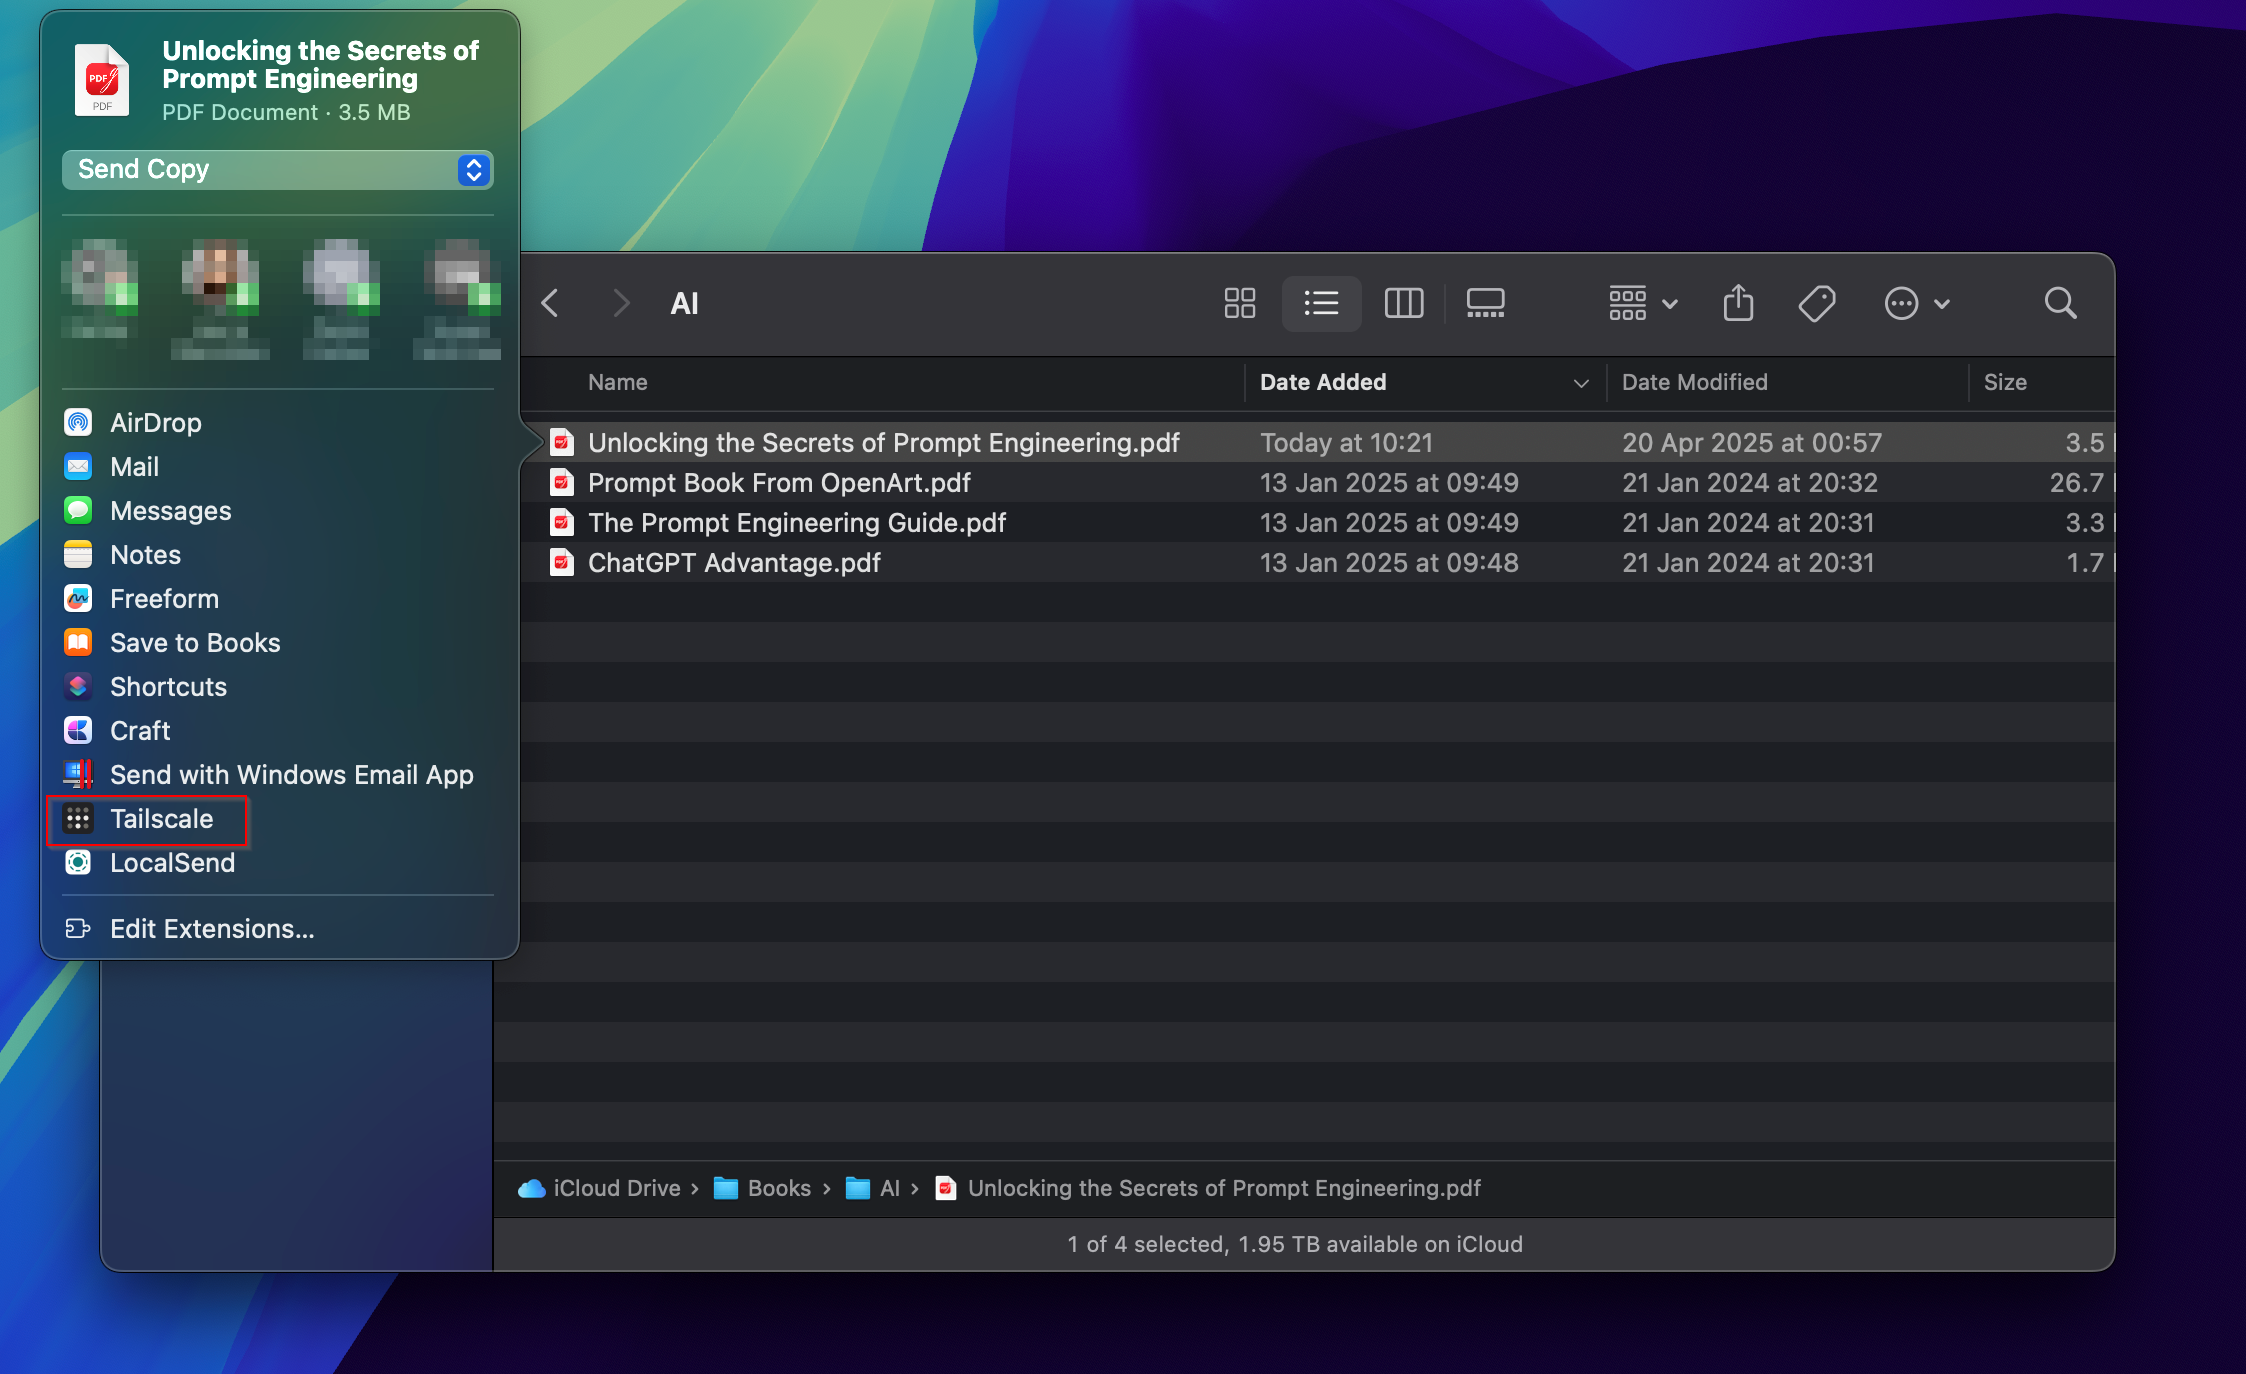 Unlocking the Secrets of
Prompt Engineering
PDF Document · 3.5 MB
PDF
PDF
Send Copy
AirDrop
Mail
Messages
Notes
Freeform
Save to Books
Shortcuts
Craft
Send with Windows Email App
Tailscale
LocalSend
Edit Extensions...
AI
Name Date Added Date Modified Size
Unlocking the Secrets of Prompt Engineering.pdf Today at 10:21 20 Apr 2025 at 00:57 3.5
Prompt Book From OpenArt.pdf 13 Jan 2025 at 09:49 21 Jan 2024 at 20:32 26.7
The Prompt Engineering Guide.pdf 13 Jan 2025 at 09:49 21 Jan 2024 at 20:31 3.3
ChatGPT Advantage.pdf 13 Jan 2025 at 09:48 21 Jan 2024 at 20:31 1.7
iCloud Drive › Books › AI › Unlocking the Secrets of Prompt Engineering.pdf
1 of 4 selected, 1.95 TB available on iCloud